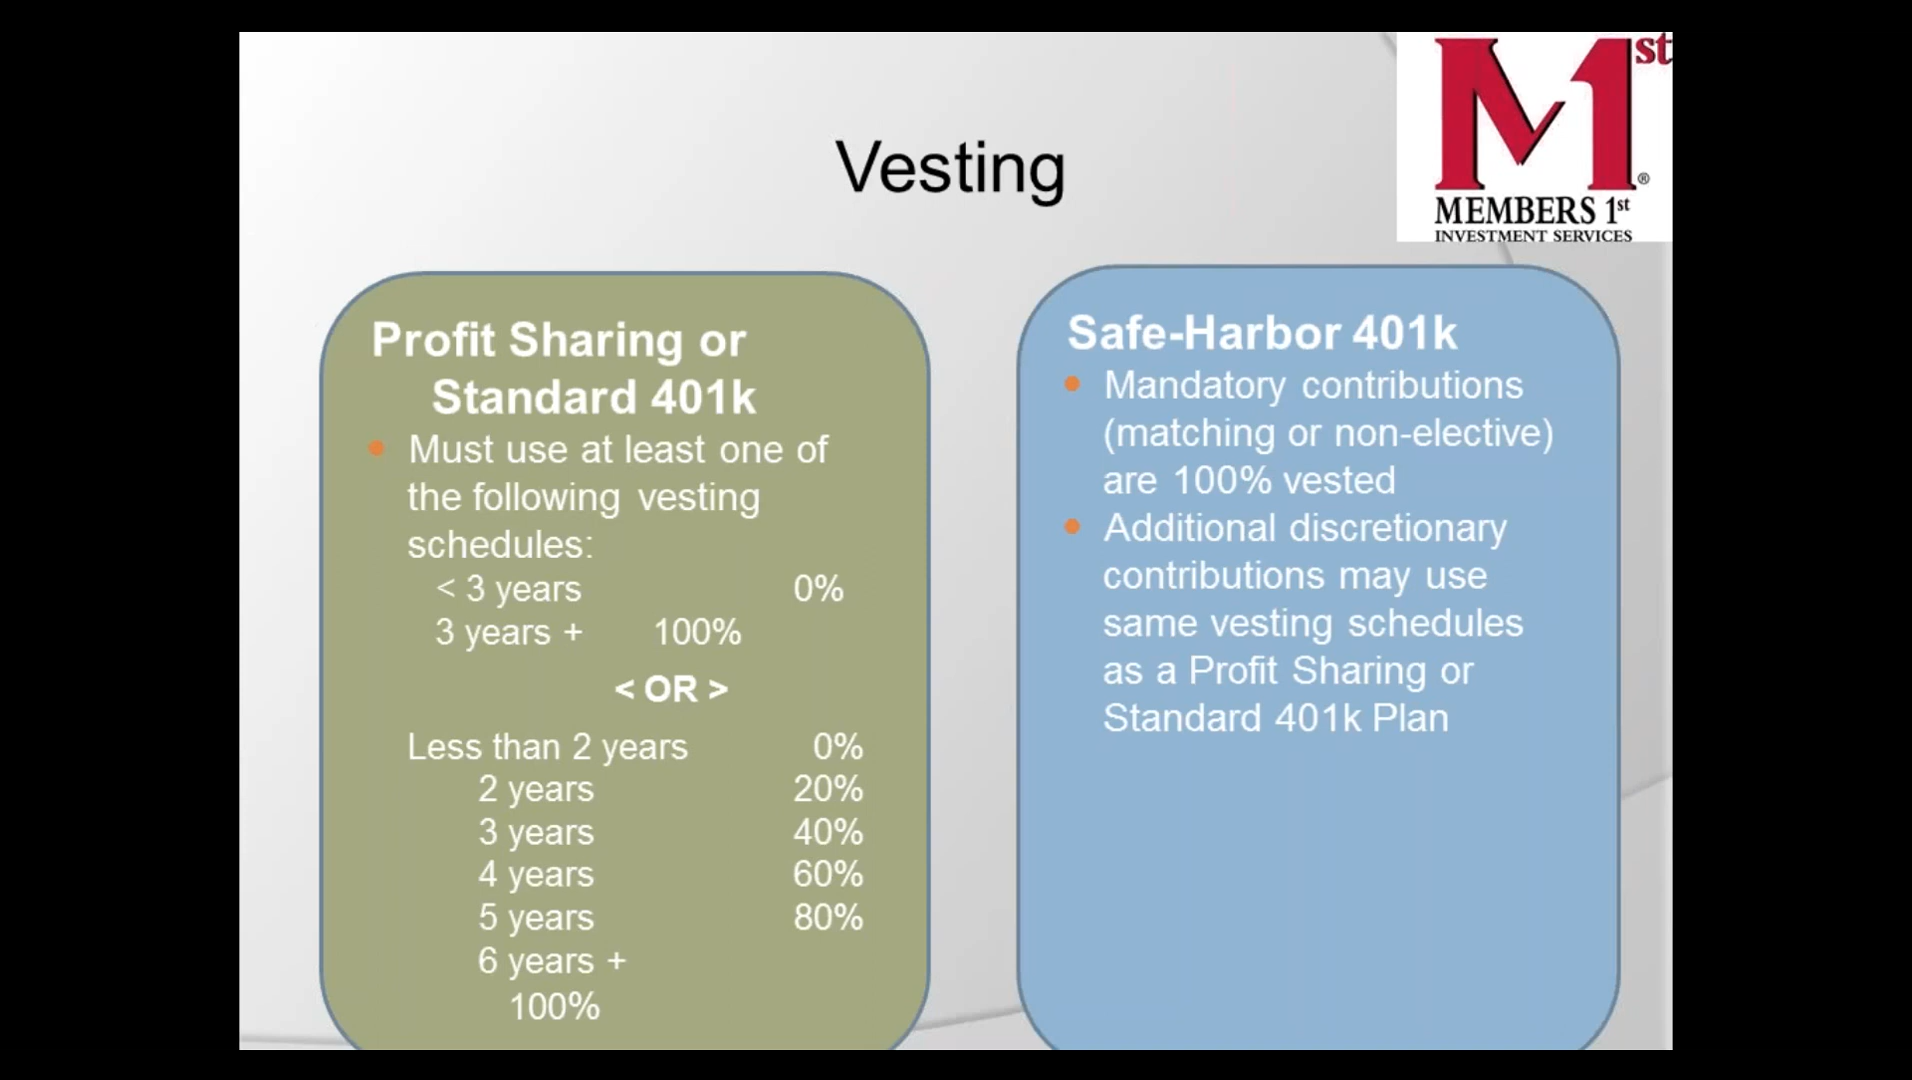 Vesting
M1st®
MEMBERS 1st
INVESTMENT SERVICES
Profit Sharing or
Standard 401k
• Must use at least one of
the following vesting
schedules:
< 3 years 0%
3 years + 100%
< OR >
Less than 2 years 0%
2 years 20%
3 years 40%
4 years 60%
5 years 80%
6 years +
100%
Safe-Harbor 401k
• Mandatory contributions
(matching or non-elective)
are 100% vested
• Additional discretionary
contributions may use
same vesting schedules
as a Profit Sharing or
Standard 401k Plan